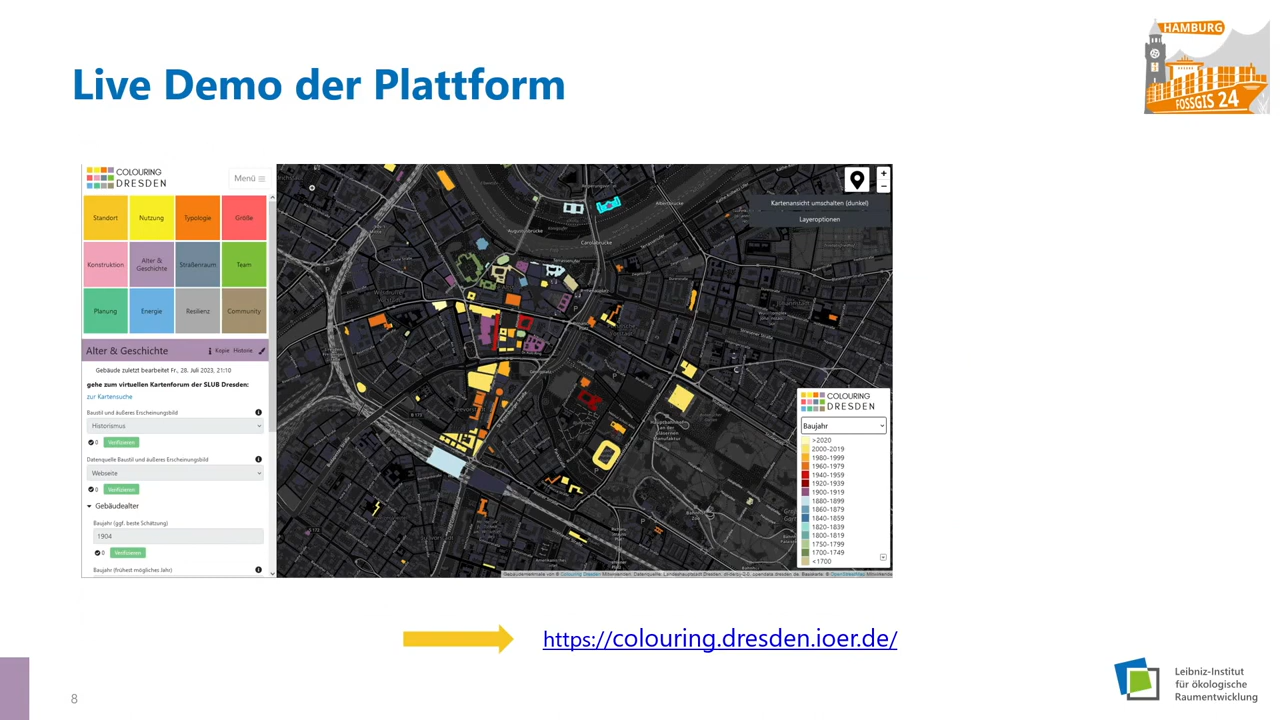 HAMBURG
FOSSGIS 24
Live Demo der Plattform
COLOURING
DRESDEN
Menü
Standort
Nutzung
Typologie
Größe
Konstruktion
Alter &
Geschichte
Straßenraum
Team
Planung
Energie
Resilienz
Community
Alter & Geschichte
Kopie Historie
Gebäude zuletzt bearbeitet Fr., 28. Juli 2023, 21:10
gehe zum virtuellen Kartenforum der SLUB Dresden:
zur Kartensuche
Baustil und äußeres Erscheinungsbild
Historismus
0 Verifizieren
Datenquelle Baustil und äußeres Erscheinungsbild
Webseite
0 Verifizieren
Gebäudealter
Baujahr (ggf. beste Schätzung)
1904
0 Verifizieren
Baujahr (frühest mögliches Jahr)
Augustusbrücke
Carolabrücke
+
−
Kartenansicht umschalten (dunkel)
Layeroptionen
COLOURING
DRESDEN
Baujahr
>2020
2000-2019
1980-1999
1960-1979
1940-1959
1920-1939
1900-1919
1880-1899
1860-1879
1840-1859
1820-1839
1800-1819
1750-1799
1700-1749
<1700
https://colouring.dresden.ioer.de/
8
Leibniz-Institut
für ökologische
Raumentwicklung